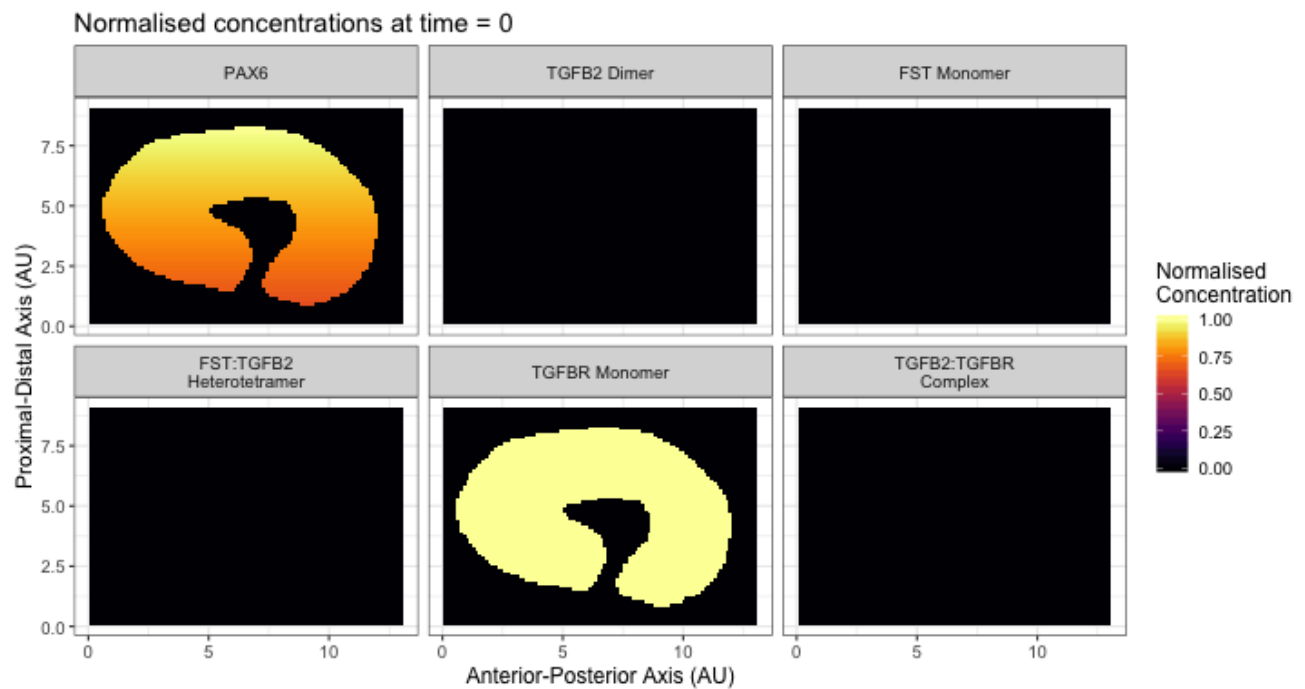 Normalised concentrations at time = 0
PAX6
TGFB2 Dimer
FST Monomer
7.5
5.0
2.5
0.0
FST:TGFB2
Heterotetramer
TGFBR Monomer
TGFB2:TGFBR
Complex
7.5
5.0
2.5
0.0
0
5
10
0
5
10
0
5
10
Proximal-Distal Axis (AU)
Anterior-Posterior Axis (AU)
Normalised
Concentration
1.00
0.75
0.50
0.25
0.00